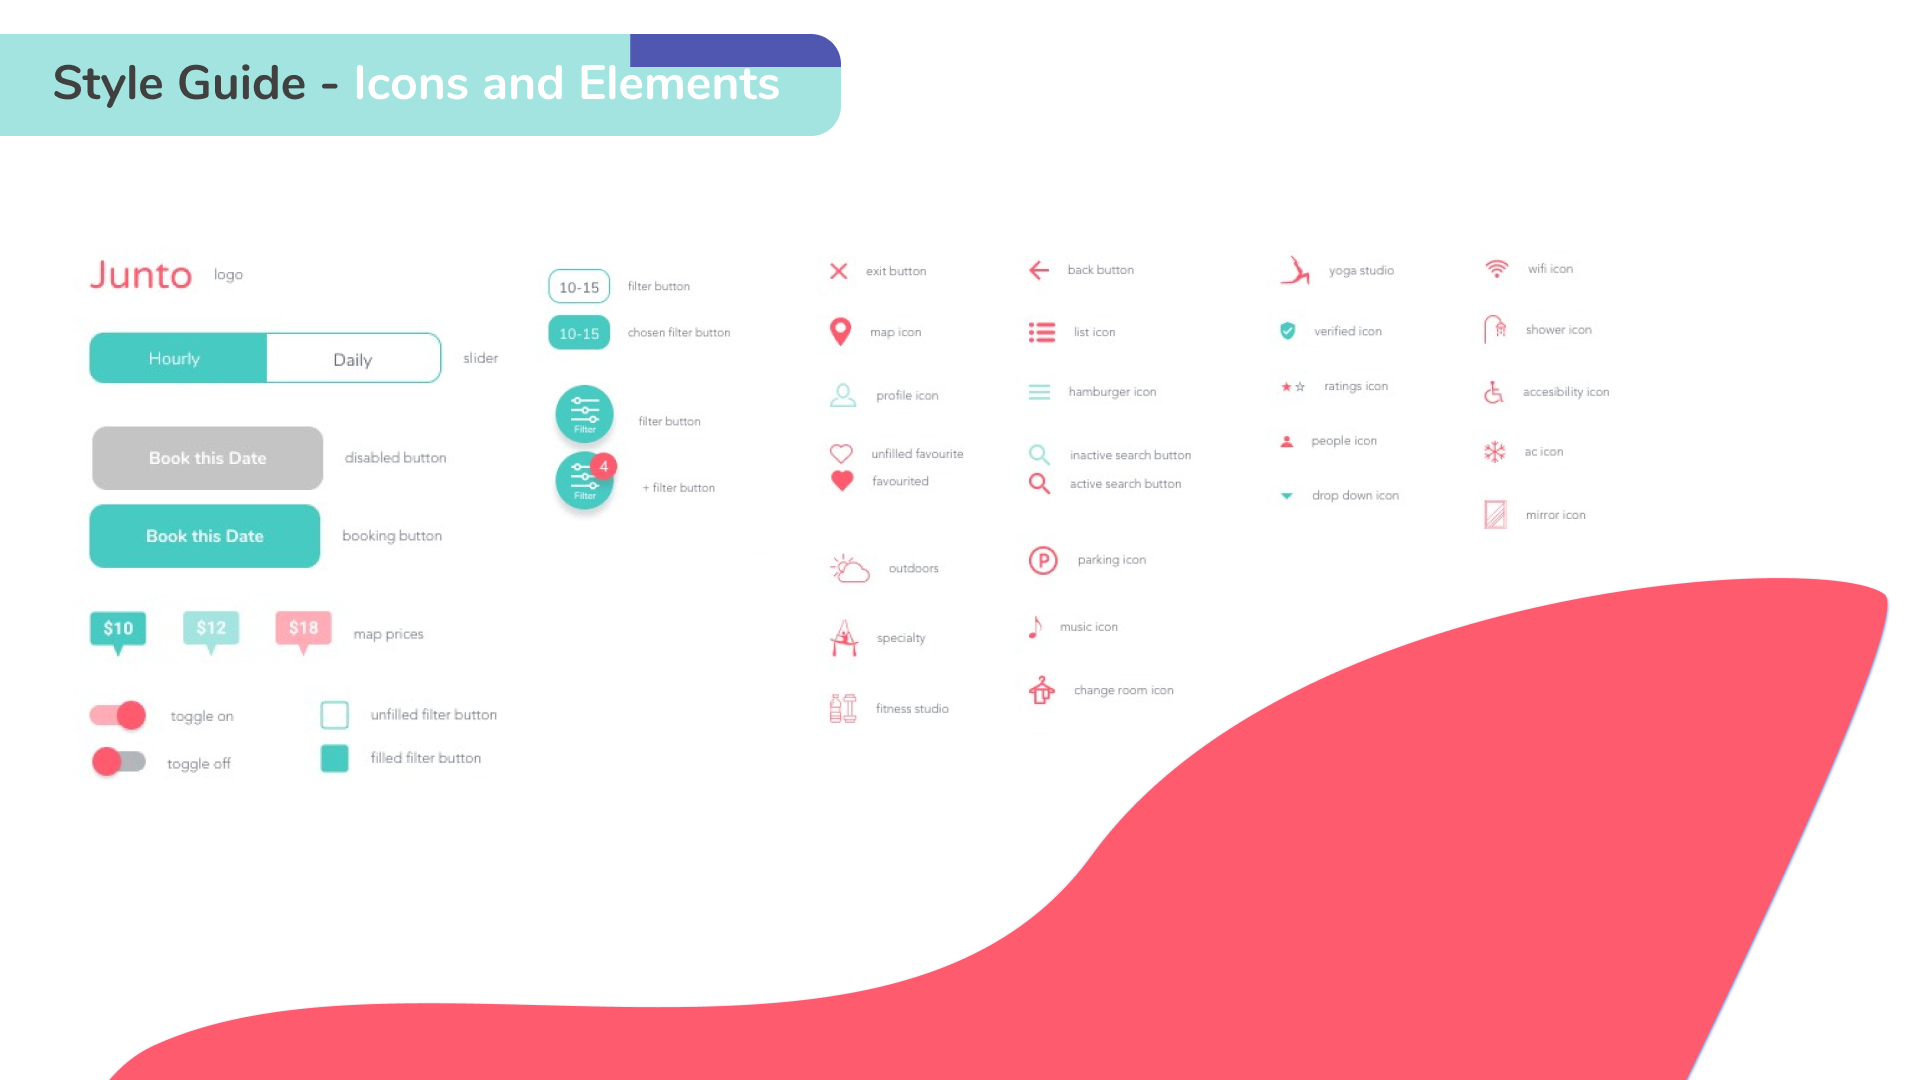 Style Guide - Icons and Elements
Junto
logo
Hourly
Daily
slider
Book this Date
disabled button
Book this Date
booking button
$10
$12
$18
map prices
toggle on
toggle off
unfilled filter button
filled filter button
10-15
filter button
10-15
chosen filter button
Filter
filter button
4
Filter
+ filter button
exit button
map icon
profile icon
unfilled favourite
favourited
outdoors
specialty
fitness studio
back button
list icon
hamburger icon
inactive search button
active search button
P
parking icon
music icon
change room icon
yoga studio
verified icon
ratings icon
people icon
drop down icon
wifi icon
shower icon
accesibility icon
ac icon
mirror icon